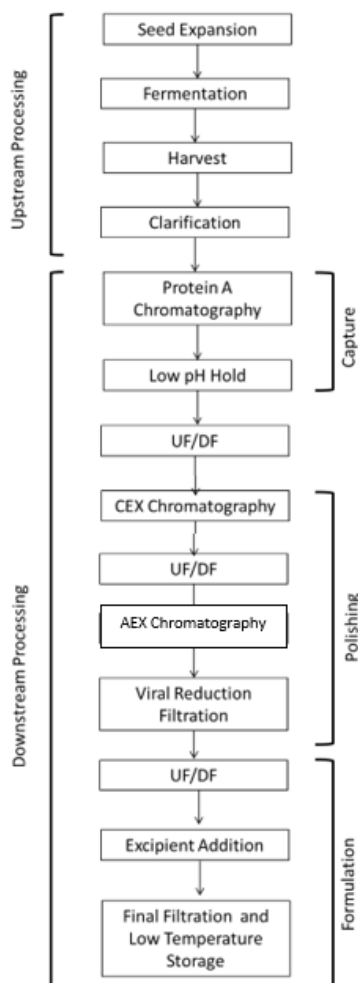 Seed Expansion
Fermentation
Harvest
Clarification
Upstream Processing
Protein A
Chromatography
Low pH Hold
Capture
UF/DF
CEX Chromatography
UF/DF
AEX Chromatography
Viral Reduction
Filtration
Polishing
UF/DF
Excipient Addition
Final Filtration and
Low Temperature
Storage
Formulation
Downstream Processing